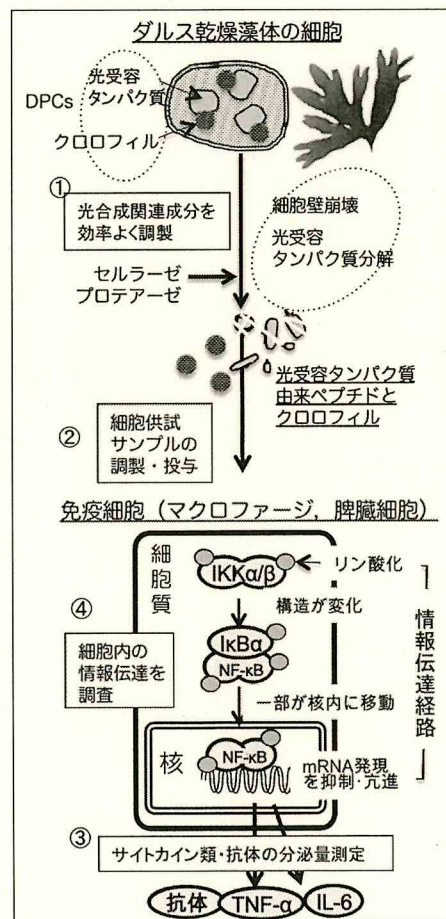 ダルス乾燥藻体の細胞
光受容
タンパク質
DPCs
クロロフィル
①
光合成関連成分を
効率よく調製
細胞壁崩壊
光受容
タンパク質分解
セルラーゼ
プロテアーゼ
光受容タンパク質
由来ペプチドと
クロロフィル
②
細胞供試
サンプルの
調製・投与
免疫細胞（マクロファージ，脾臓細胞）
細胞質
IKKα/β
リン酸化
構造が変化
④
細胞内の
情報伝達を
調査
IκBα
NF-κB
情報伝達経路
一部が核内に移動
核
NF-κB
mRNA発現
を抑制・亢進
③
サイトカイン類・抗体の分泌量測定
抗体
TNF-α
IL-6